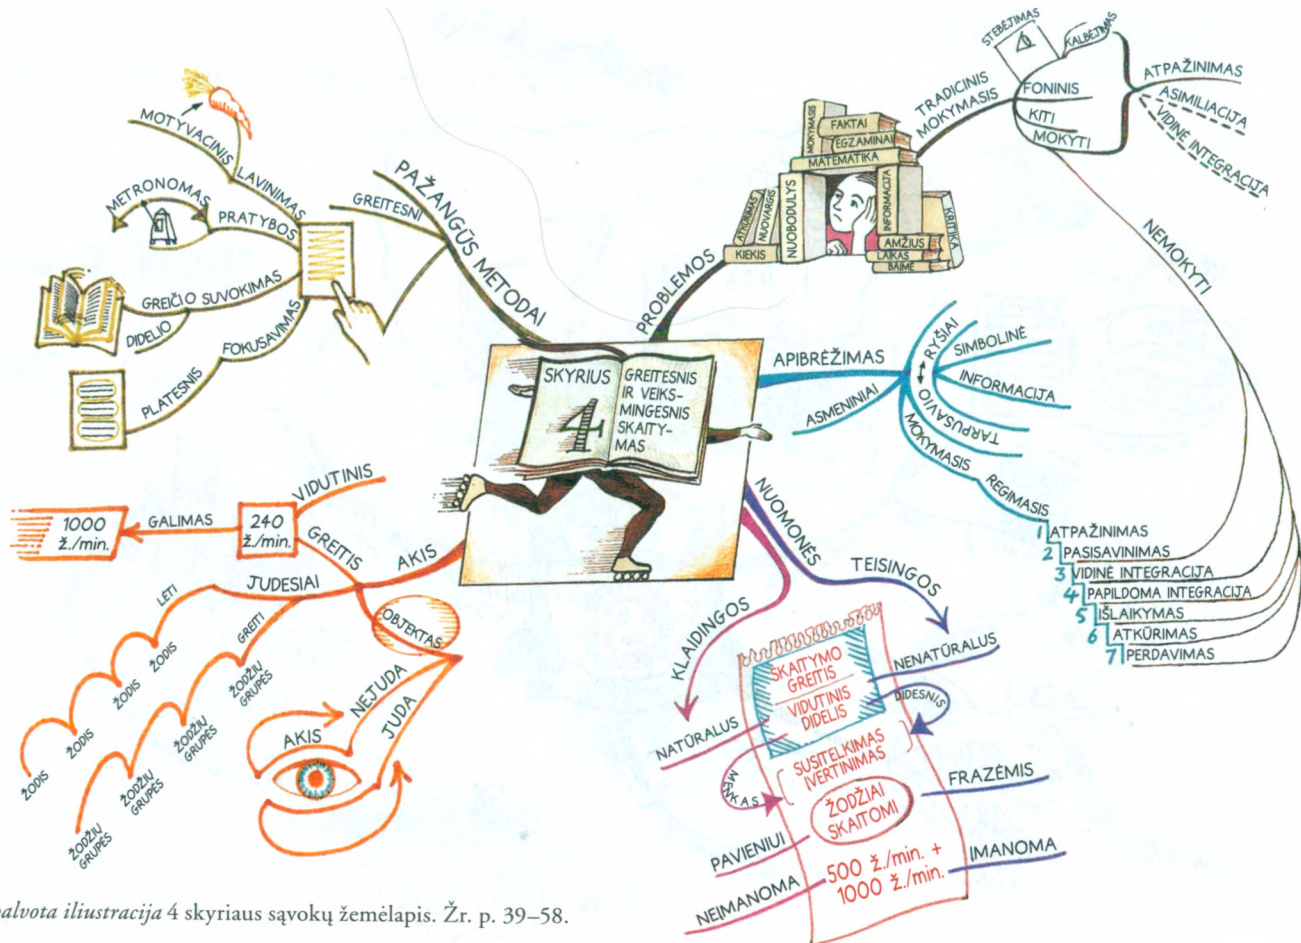 SKYRIUS
4
GREITESNIS
IR VEIKS-
MINGESNIS
SKAITY-
MAS
PAŽANGŪS METODAI
GREITESNI
LAVINIMAS
MOTYVACINIS
PRATYBOS
METRONOMAS
GREIČIO SUVOKIMAS
DIDELIO
FOKUSAVIMAS
PLATESNIS
PROBLEMOS
MOKYMASIS
FAKTAI
EGZAMINAI
MATEMATIKA
ATKŪRIMAS
NUOVARGIS
NUOBODULYS
INFORMACIJA
KRITIKA
KIEKIS
AMŽIUS
LAIKAS
BAIMĖ
TRADICINIS
MOKYMASIS
STEBĖJIMAS
KALBĖJIMAS
FONINIS
KITI
MOKYTI
ATPAŽINIMAS
ASIMILIACIJA
VIDINĖ INTEGRACIJA
NEMOKYTI
APIBRĖŽIMAS
ASMENINIAI
RYŠIAI
TARPUSAVIO
SIMBOLINĖ
INFORMACIJA
MOKYMASIS
REGIMASIS
1 ATPAŽINIMAS
2 PASISAVINIMAS
3 VIDINĖ INTEGRACIJA
4 PAPILDOMA INTEGRACIJA
5 IŠLAIKYMAS
6 ATKŪRIMAS
7 PERDAVIMAS
NUOMONĖS
TEISINGOS
KLAIDINGOS
SKAITYMO
GREITIS
VIDUTINIS
DIDELIS
NENATŪRALUS
DIDESNIS
NATŪRALUS
MENKAS
SUSITELKIMAS
ĮVERTINIMAS
ŽODŽIAI
SKAITOMI
FRAZĖMIS
PAVIENIUI
500 ž./min. +
1000 ž./min.
IMANOMA
NEIMANOMA
AKIS
GREITIS
VIDUTINIS
240
ž./min.
GALIMAS
1000
ž./min.
JUDESIAI
LĖTI
ŽODIS
ŽODIS
ŽODIS
ŽODIS
GREITI
ŽODŽIŲ
GRUPĖS
ŽODŽIŲ
GRUPĖS
ŽODŽIŲ
GRUPĖS
ŽODŽIŲ
GRUPĖS
OBJEKTAS
NEJUDA
JUDA
AKIS
alvota iliustracija 4 skyriaus sąvokų žemėlapis. Žr. p. 39–58.